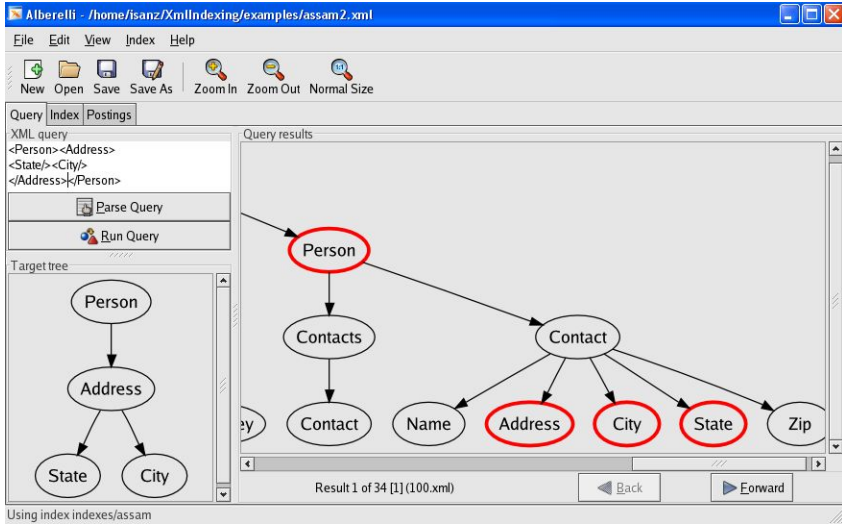 Alberelli - /home/isanz/XmlIndexing/examples/assam2.xml
File Edit View Index Help
New Open Save Save As Zoom In Zoom Out Normal Size
Query Index Postings
XML query
<Person><Address>
<State/><City/>
</Address></Person>
Parse Query
Run Query
Target tree
Person
Address
State City
Query results
Person
Contacts Contact
ey Contact Name Address City State Zip
Result 1 of 34 [1] (100.xml)
Back Forward
Using index indexes/assam